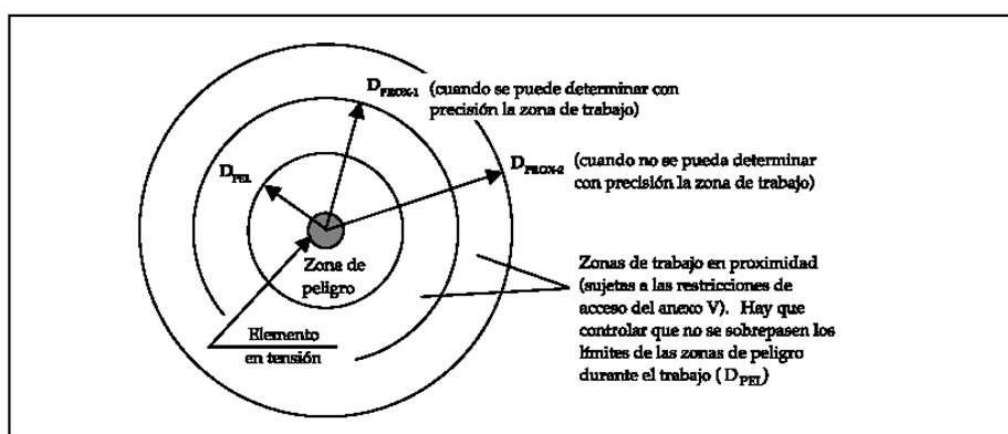 D_PROX-1 (cuando se puede determinar con
precisión la zona de trabajo)
D_PROX-2 (cuando no se pueda determinar
con precisión la zona de trabajo)
D_PEL
Zona de
peligro
Elemento
en tensión
Zonas de trabajo en proximidad
(sujetas a las restricciones de
acceso del anexo V). Hay que
controlar que no se sobrepasen los
límites de las zonas de peligro
durante el trabajo (D_PEL)